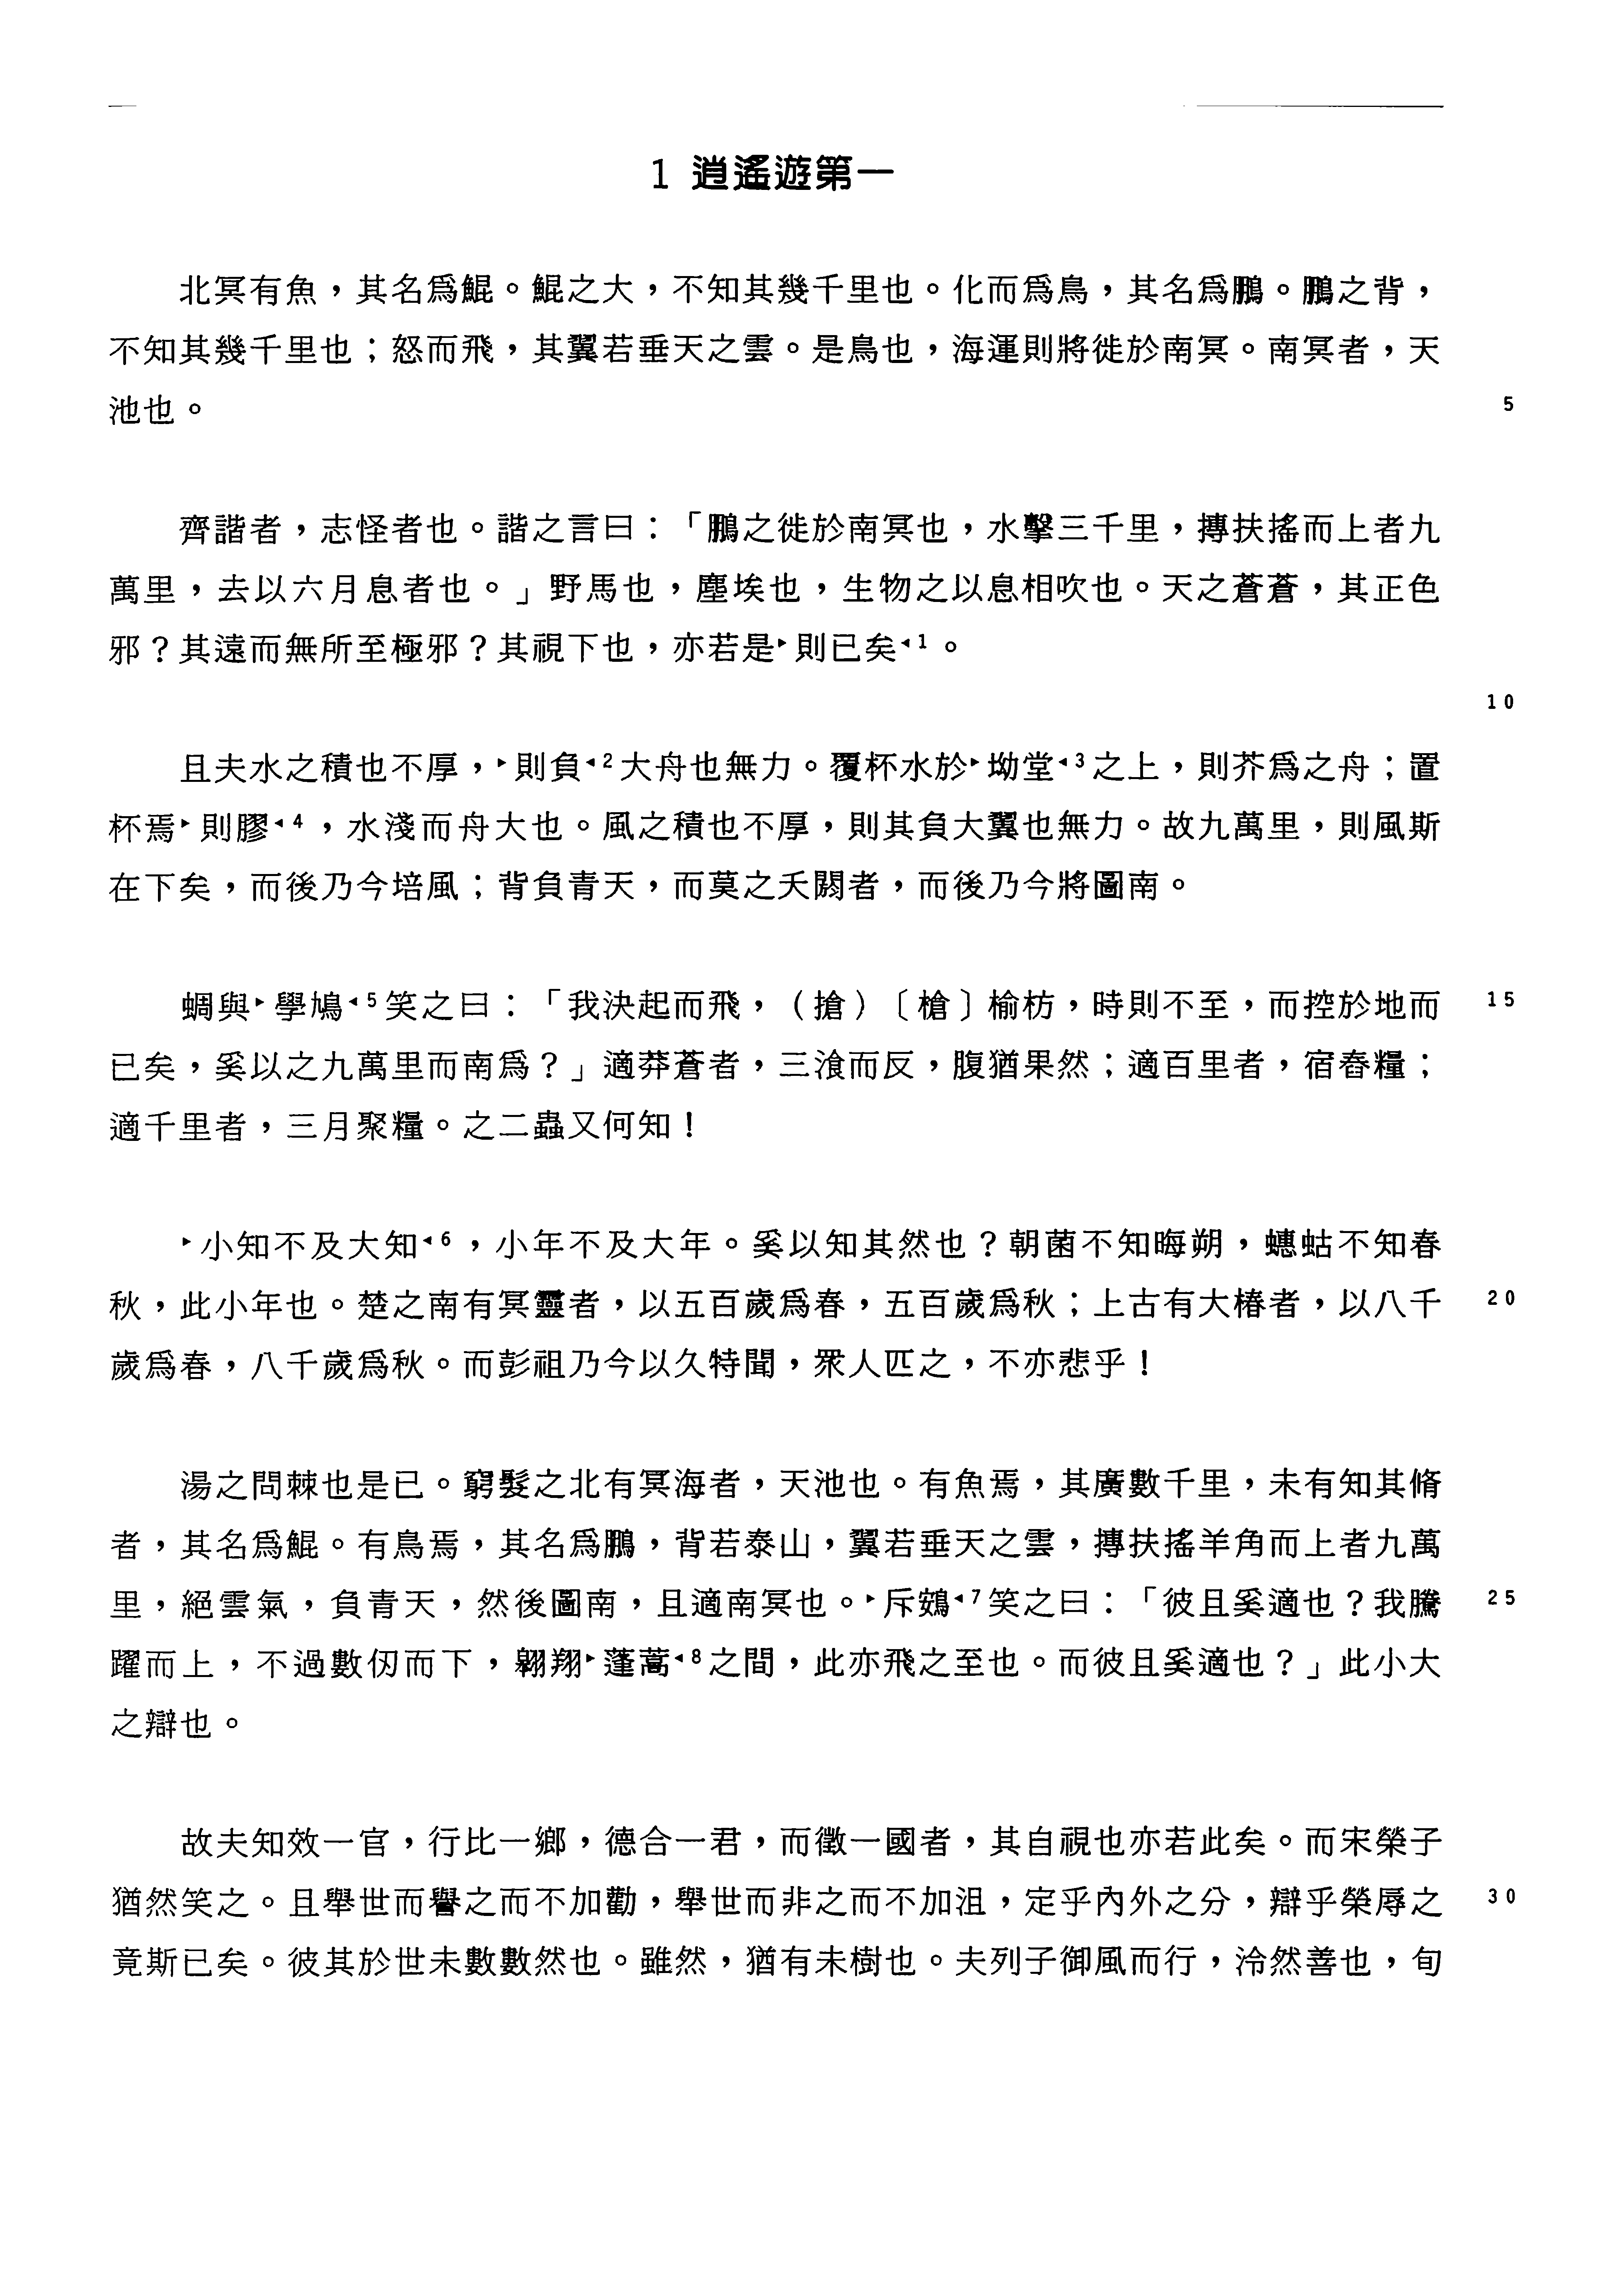 1 逍遙遊第一
北冥有魚，其名爲鯤。鯤之大，不知其幾千里也。化而爲鳥，其名爲鵬。鵬之背，
不知其幾千里也；怒而飛，其翼若垂天之雲。是鳥也，海運則將徙於南冥。南冥者，天
池也。 5
齊諧者，志怪者也。諧之言曰：「鵬之徙於南冥也，水擊三千里，摶扶搖而上者九
萬里，去以六月息者也。」野馬也，塵埃也，生物之以息相吹也。天之蒼蒼，其正色
邪？其遠而無所至極邪？其視下也，亦若是▸則已矣◂1。
10
且夫水之積也不厚，▸則負◂2大舟也無力。覆杯水於▸坳堂◂3之上，則芥爲之舟；置
杯焉▸則膠◂4，水淺而舟大也。風之積也不厚，則其負大翼也無力。故九萬里，則風斯
在下矣，而後乃今培風；背負青天，而莫之夭閼者，而後乃今將圖南。
蜩與▸學鳩◂5笑之曰：「我決起而飛，（搶）〔槍〕榆枋，時則不至，而控於地而 15
已矣，奚以之九萬里而南爲？」適莽蒼者，三湌而反，腹猶果然；適百里者，宿舂糧；
適千里者，三月聚糧。之二蟲又何知！
▸小知不及大知◂6，小年不及大年。奚以知其然也？朝菌不知晦朔，蟪蛄不知春
秋，此小年也。楚之南有冥靈者，以五百歲爲春，五百歲爲秋；上古有大椿者，以八千 20
歲爲春，八千歲爲秋。而彭祖乃今以久特聞，眾人匹之，不亦悲乎！
湯之問棘也是已。窮髮之北有冥海者，天池也。有魚焉，其廣數千里，未有知其脩
者，其名爲鯤。有鳥焉，其名爲鵬，背若泰山，翼若垂天之雲，摶扶搖羊角而上者九萬
里，絕雲氣，負青天，然後圖南，且適南冥也。▸斥鴳◂7笑之曰：「彼且奚適也？我騰 25
躍而上，不過數仞而下，翱翔▸蓬蒿◂8之間，此亦飛之至也。而彼且奚適也？」此小大
之辯也。
故夫知效一官，行比一鄉，德合一君，而徵一國者，其自視也亦若此矣。而宋榮子
猶然笑之。且舉世而譽之而不加勸，舉世而非之而不加沮，定乎內外之分，辯乎榮辱之 30
竟斯已矣。彼其於世未數數然也。雖然，猶有未樹也。夫列子御風而行，泠然善也，旬